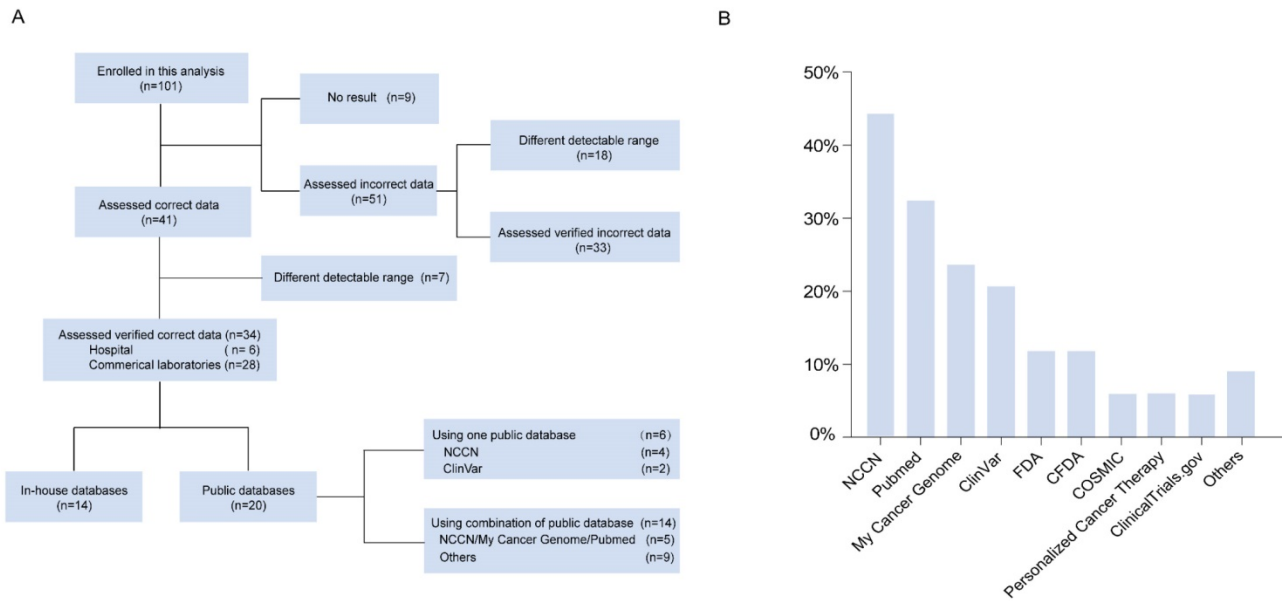 A
Enrolled in this analysis
(n=101)
No result (n=9)
Different detectable range
(n=18)
Assessed incorrect data
(n=51)
Assessed correct data
(n=41)
Assessed verified incorrect data
(n=33)
Different detectable range (n=7)
Assessed verified correct data (n=34)
Hospital ( n= 6)
Commerical laboratories (n=28)
In-house databases
(n=14)
Public databases
(n=20)
Using one public database (n=6)
NCCN (n=4)
ClinVar (n=2)
Using combination of public database (n=14)
NCCN/My Cancer Genome/Pubmed (n=5)
Others (n=9)
B
50%
40%
30%
20%
10%
0%
NCCN
Pubmed
My Cancer Genome
ClinVar
FDA
CFDA
COSMIC
Personalized Cancer Therapy
ClinicalTrials.gov
Others